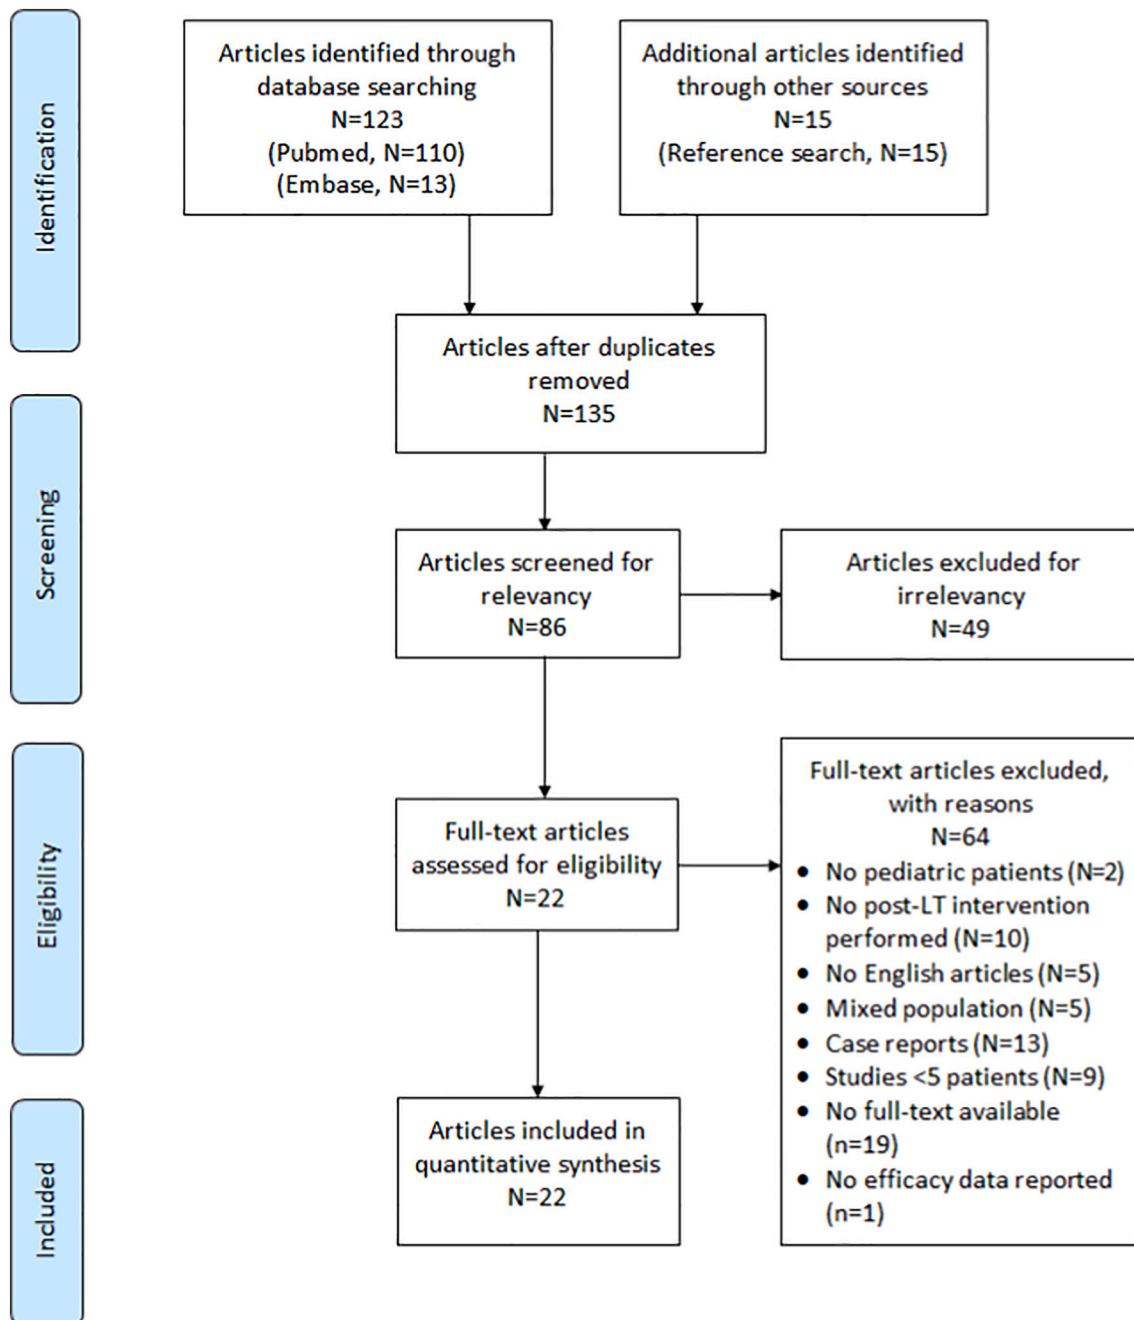 Identification
Articles identified through
database searching
N=123
(Pubmed, N=110)
(Embase, N=13)
Additional articles identified
through other sources
N=15
(Reference search, N=15)
Articles after duplicates
removed
N=135
Screening
Articles screened for
relevancy
N=86
Articles excluded for
irrelevancy
N=49
Eligibility
Full-text articles
assessed for eligibility
N=22
Full-text articles excluded,
with reasons
N=64
• No pediatric patients (N=2)
• No post-LT intervention
performed (N=10)
• No English articles (N=5)
• Mixed population (N=5)
• Case reports (N=13)
• Studies <5 patients (N=9)
• No full-text available
(n=19)
• No efficacy data reported
(n=1)
Included
Articles included in
quantitative synthesis
N=22